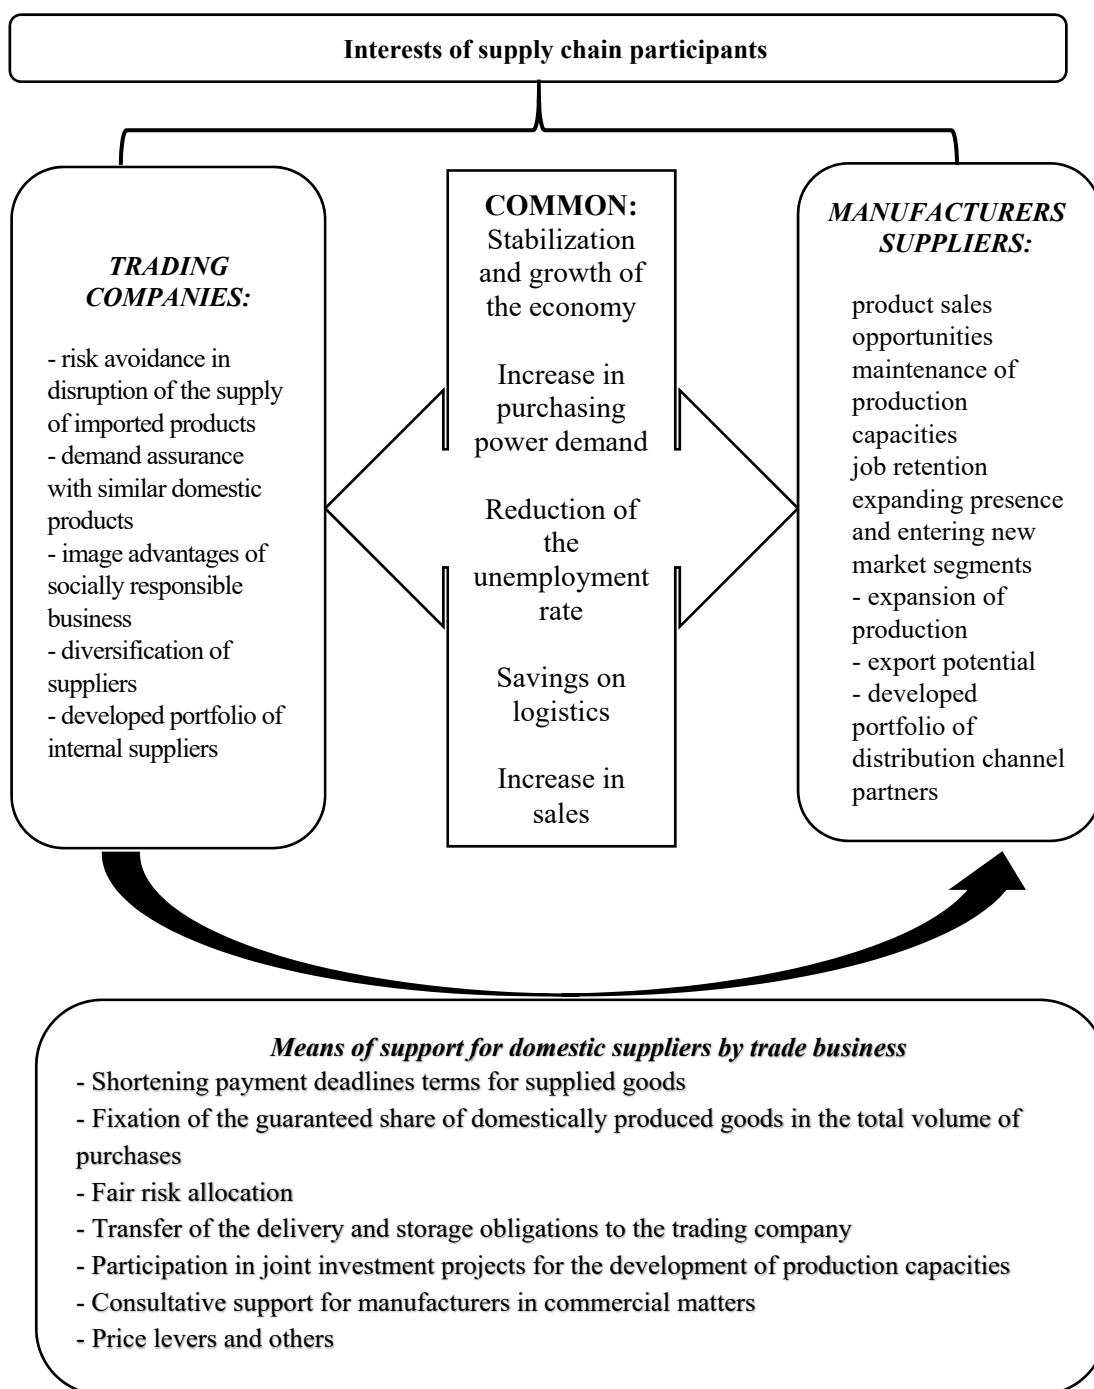 Interests of supply chain participants
TRADING
COMPANIES:
- risk avoidance in
disruption of the supply
of imported products
- demand assurance
with similar domestic
products
- image advantages of
socially responsible
business
- diversification of
suppliers
- developed portfolio of
internal suppliers
COMMON:
Stabilization
and growth of
the economy
Increase in
purchasing
power demand
Reduction of
the
unemployment
rate
Savings on
logistics
Increase in
sales
MANUFACTURERS
SUPPLIERS:
product sales
opportunities
maintenance of
production
capacities
job retention
expanding presence
and entering new
market segments
- expansion of
production
- export potential
- developed
portfolio of
distribution channel
partners
Means of support for domestic suppliers by trade business
- Shortening payment deadlines terms for supplied goods
- Fixation of the guaranteed share of domestically produced goods in the total volume of
purchases
- Fair risk allocation
- Transfer of the delivery and storage obligations to the trading company
- Participation in joint investment projects for the development of production capacities
- Consultative support for manufacturers in commercial matters
- Price levers and others